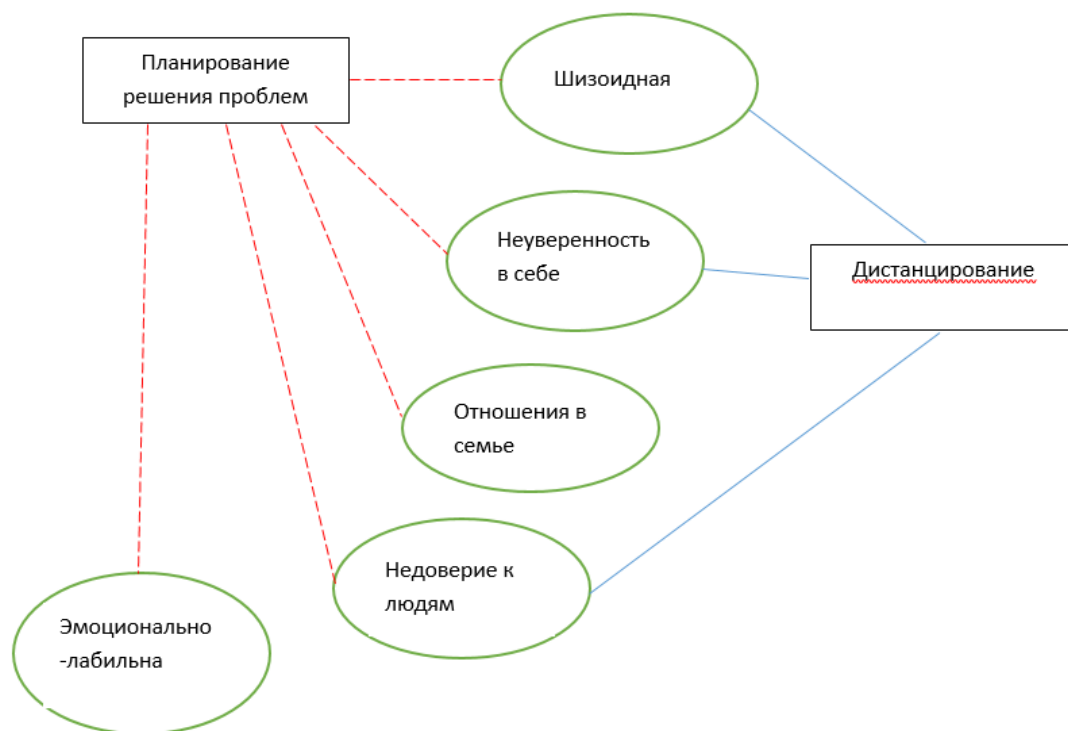 Планирование
решения проблем
Шизоидная
Неуверенность
в себе
Дистанцирование
Отношения в
семье
Недоверие к
людям
Эмоционально
-лабильна